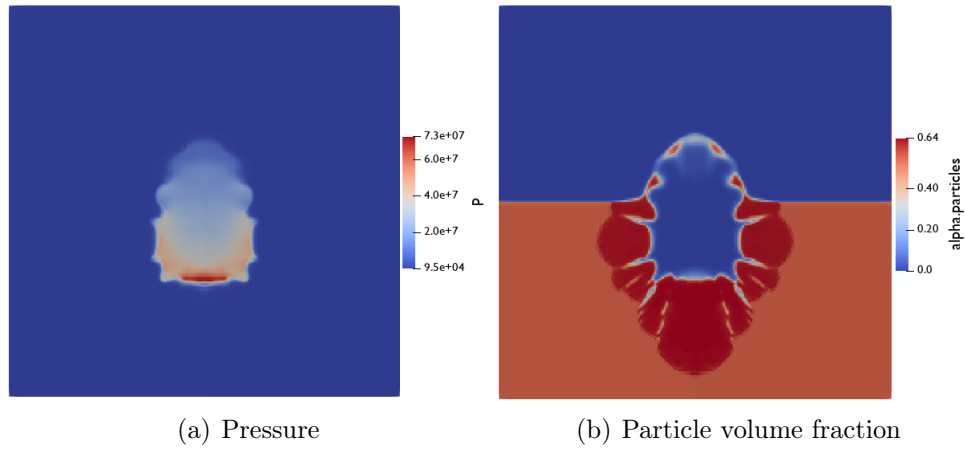 7.3e+07
6.0e+7
4.0e+7
2.0e+7
9.5e+04
P
0.64
0.40
0.20
0.0
alpha.particles
(a) Pressure
(b) Particle volume fraction